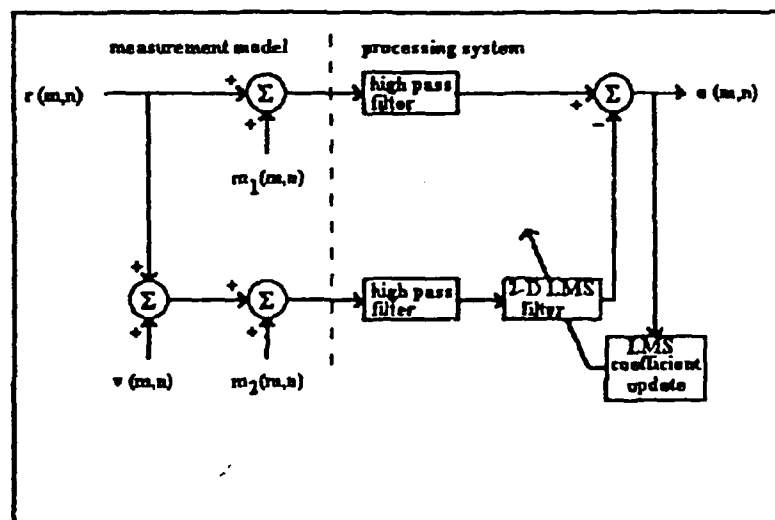 measurement model
processing system
r (m,n)
+
Σ
+
m1(m,n)
high pass
filter
+
Σ
−
e (m,n)
+
Σ
+
v (m,n)
+
Σ
+
m2(m,n)
high pass
filter
2-D LMS
filter
LMS
coefficient
update